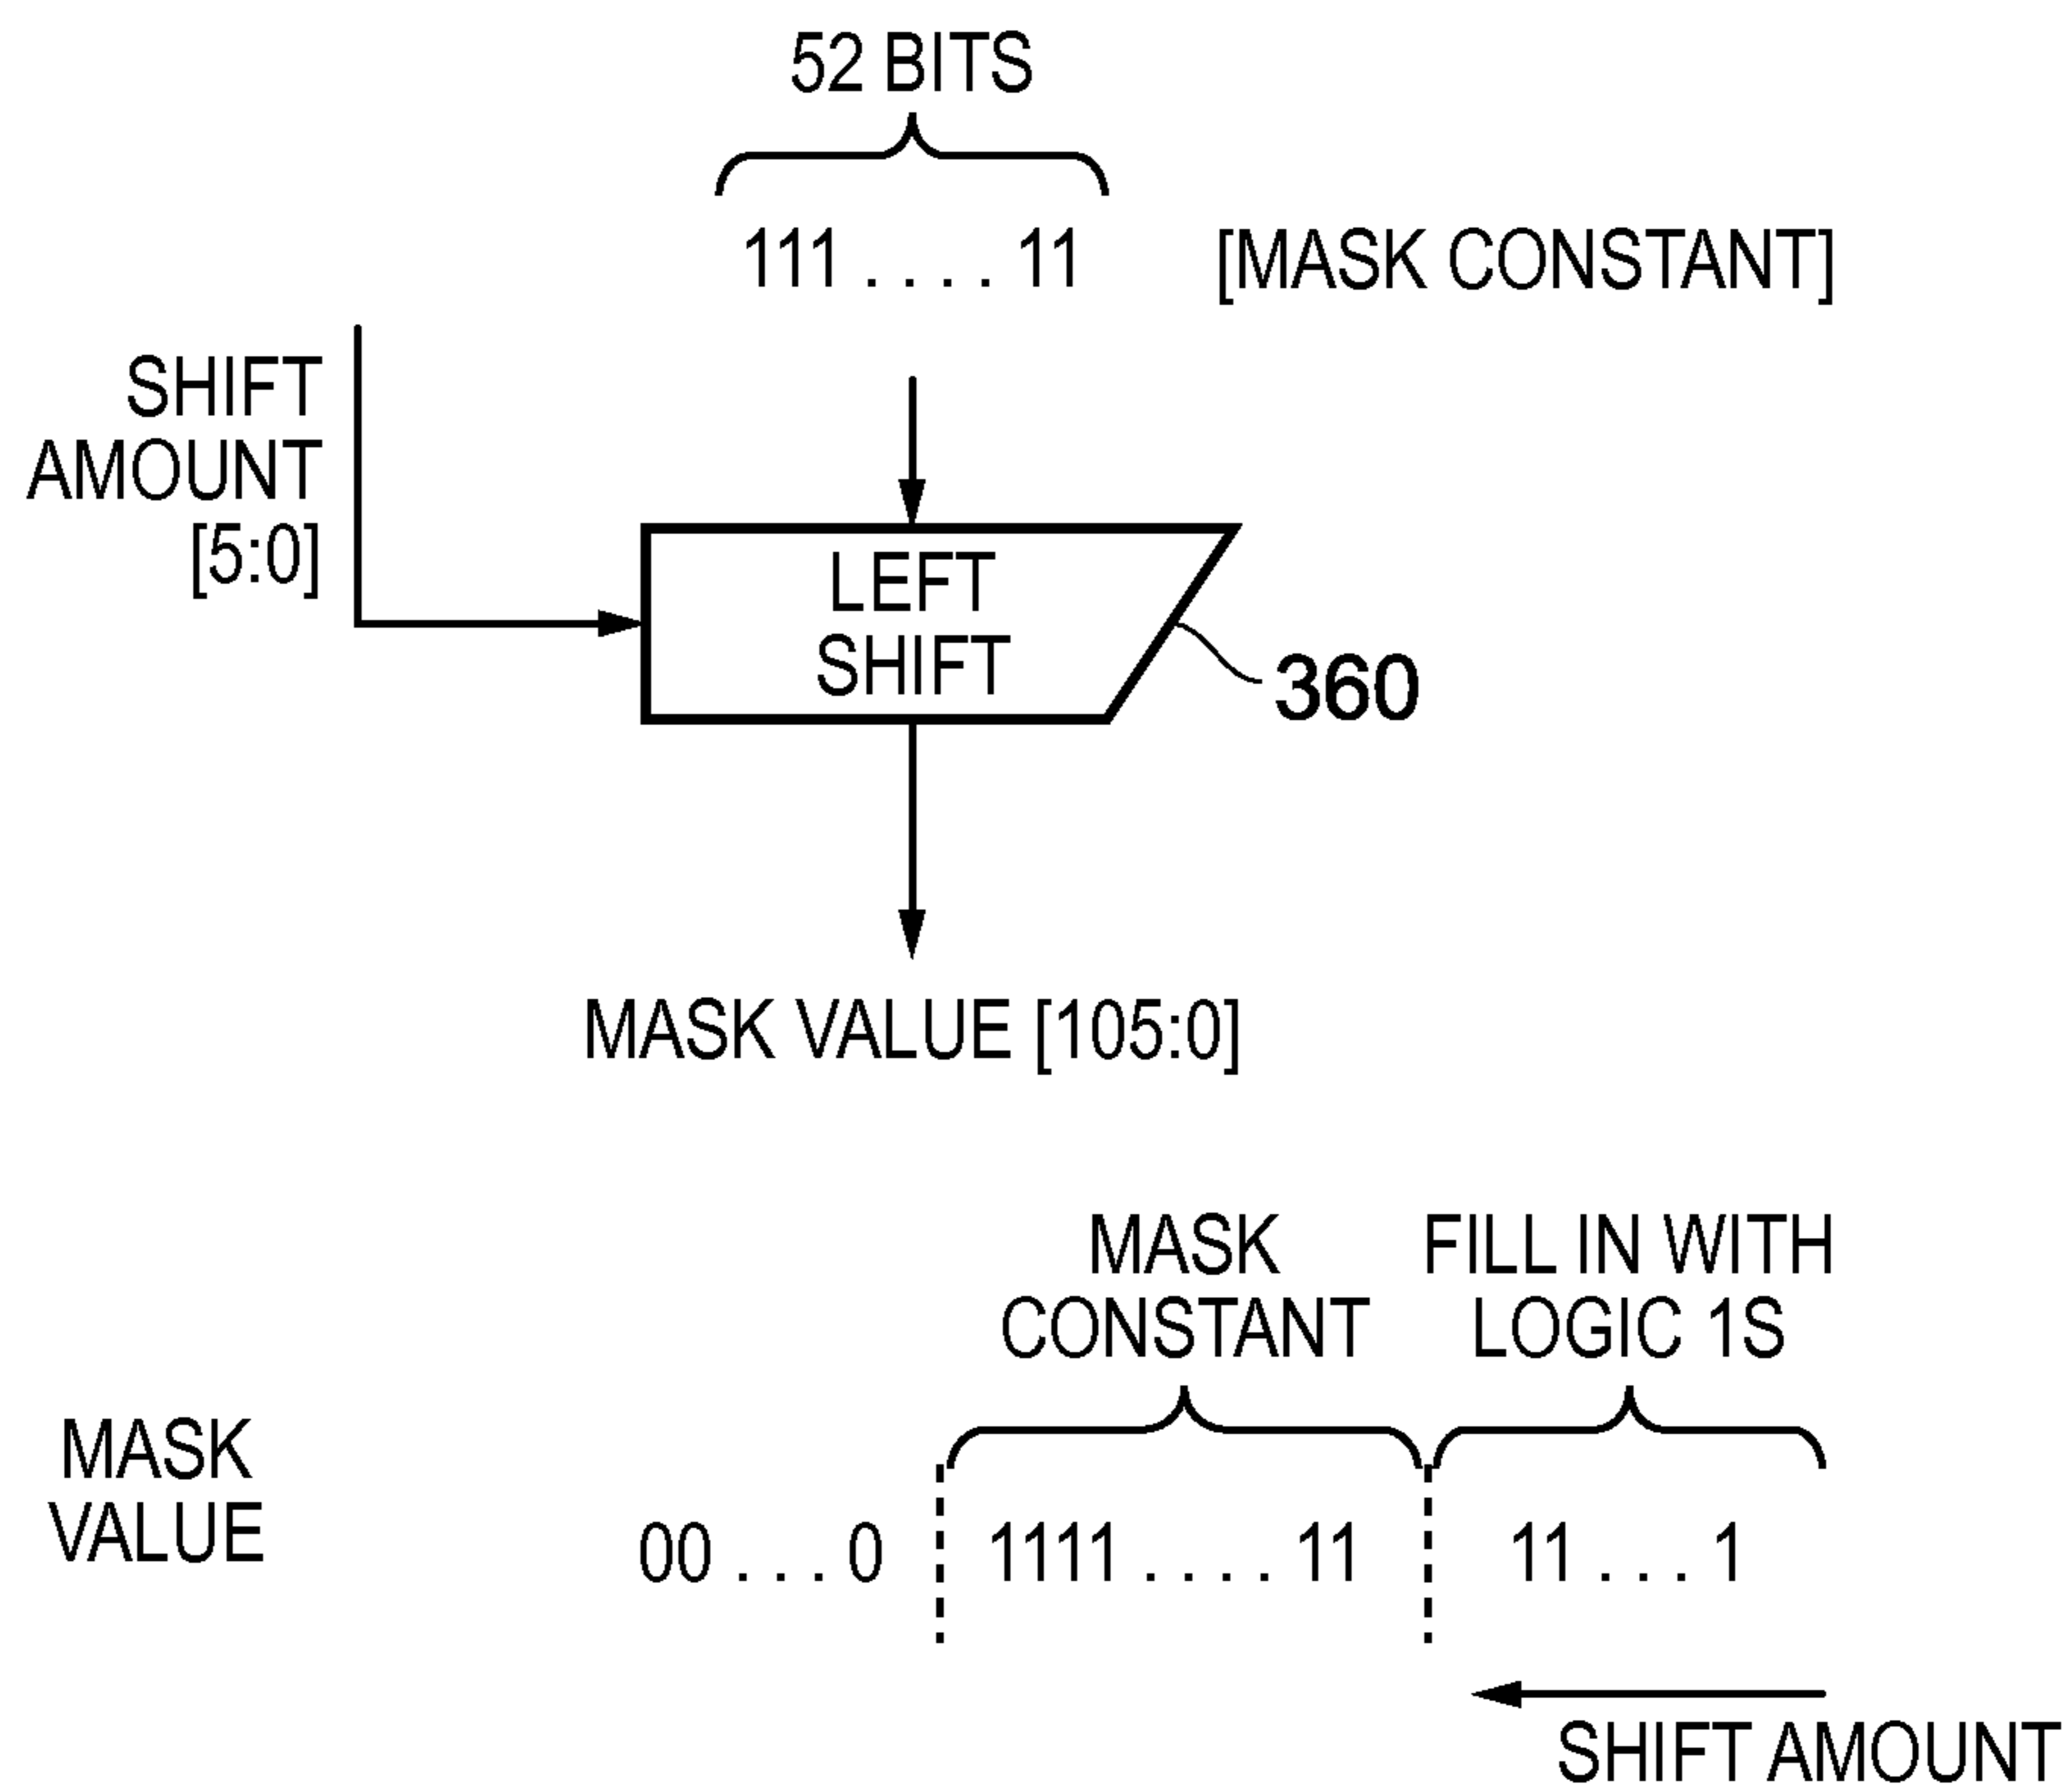 52 BITS
111 . . . . 11 [MASK CONSTANT]
SHIFT
AMOUNT
[5:0]
LEFT
SHIFT
360
MASK VALUE [105:0]
MASK
CONSTANT
FILL IN WITH
LOGIC 1S
MASK
VALUE
00 . . . 0 1111 . . . . 11 11 . . . 1
SHIFT AMOUNT